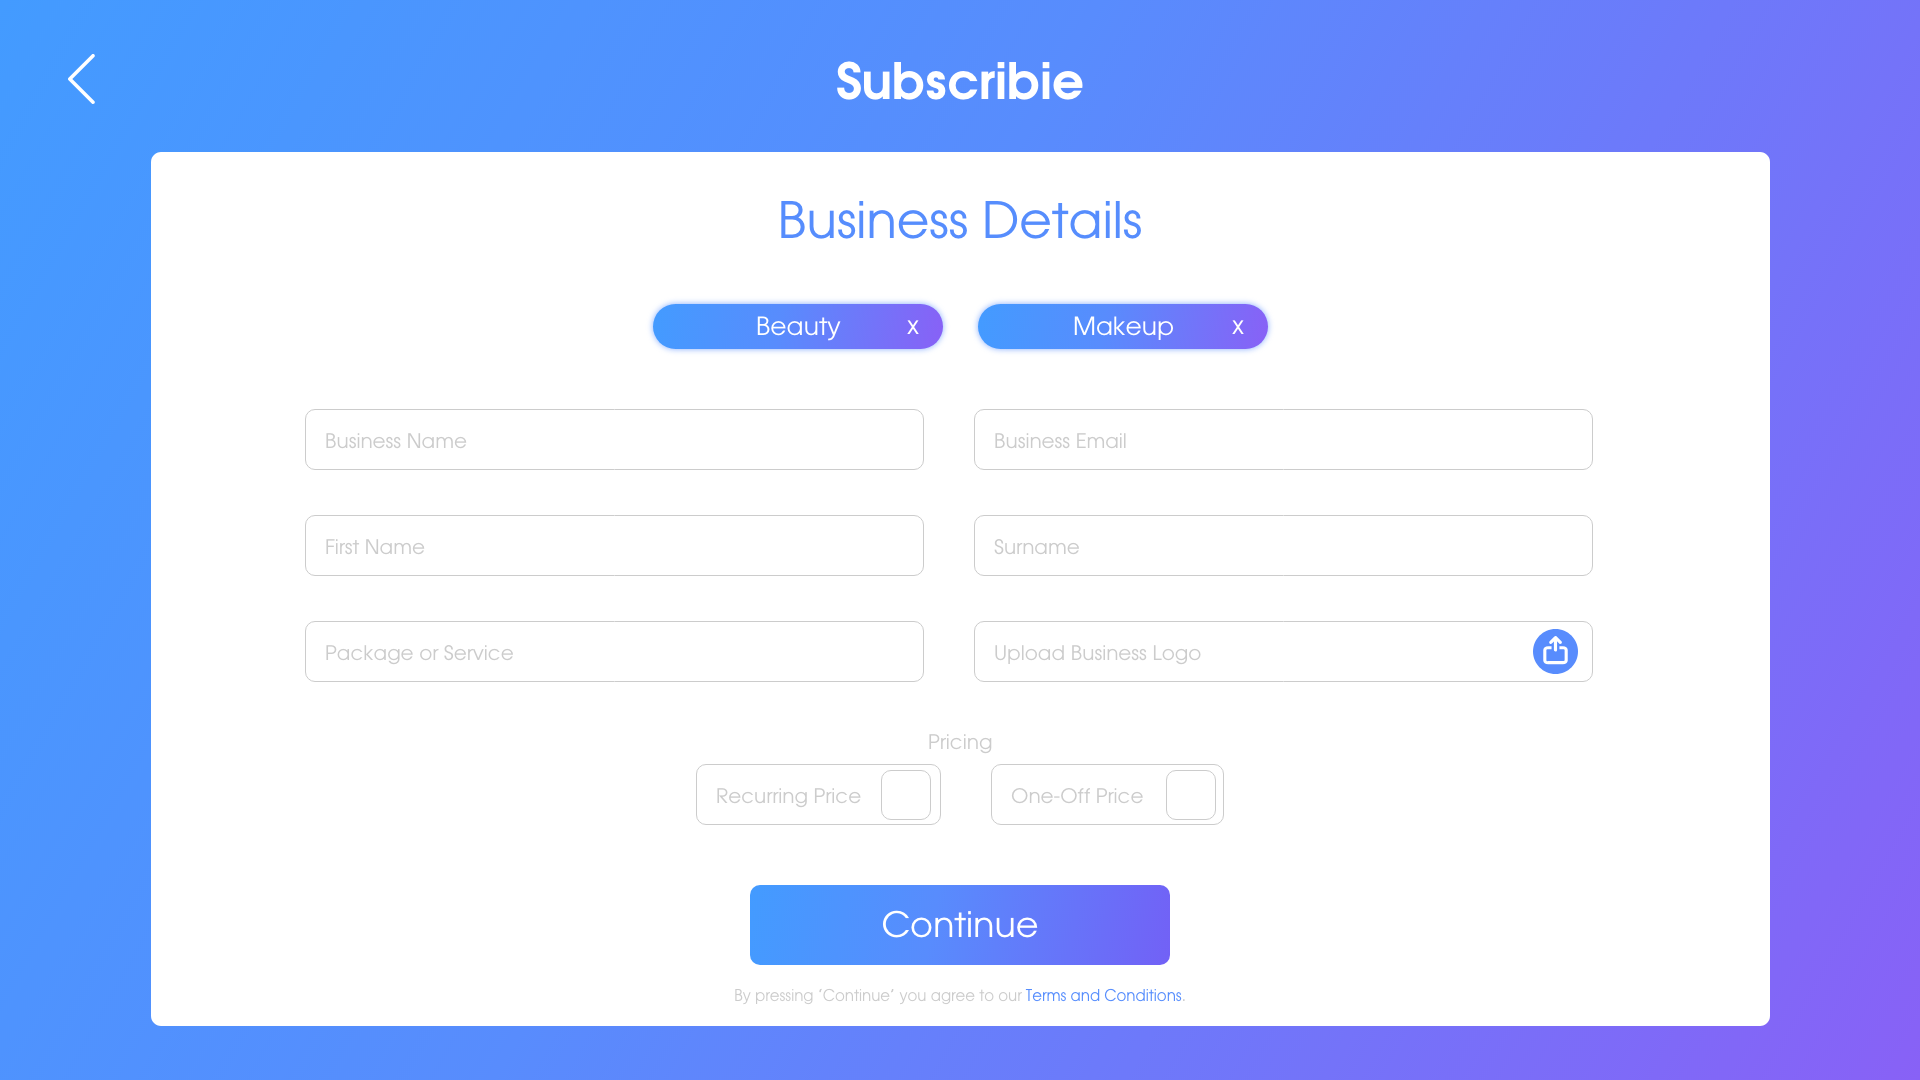 Subscribie
Business Details
Beauty x Makeup x
Business Name Business Email
First Name Surname
Package or Service Upload Business Logo
Pricing
Recurring Price One-Off Price
Continue
By pressing "Continue" you agree to our Terms and Conditions.